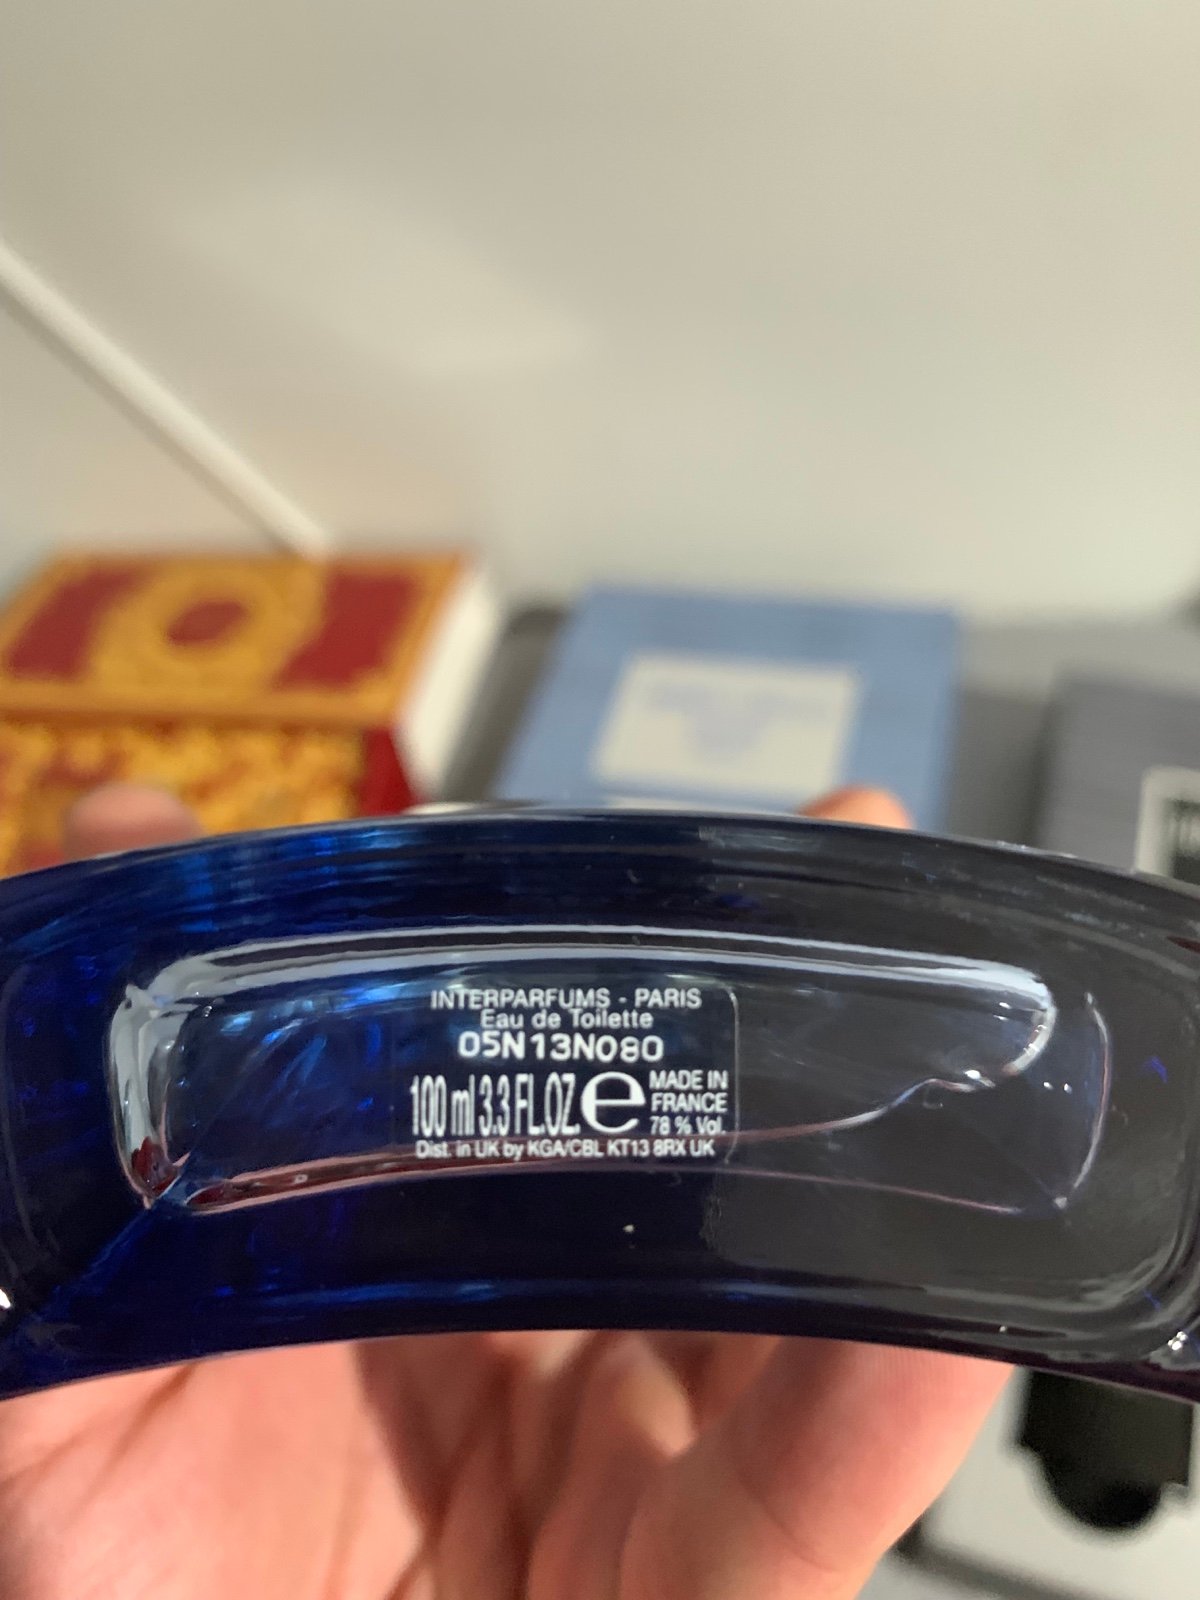 INTERPARFUMS - PARIS
Eau de Toilette
05N13N080
100 ml 3.3 FL.OZ. e MADE IN
FRANCE
78 % Vol.
Dist. in UK by KGA/CBL KT13 8RX UK